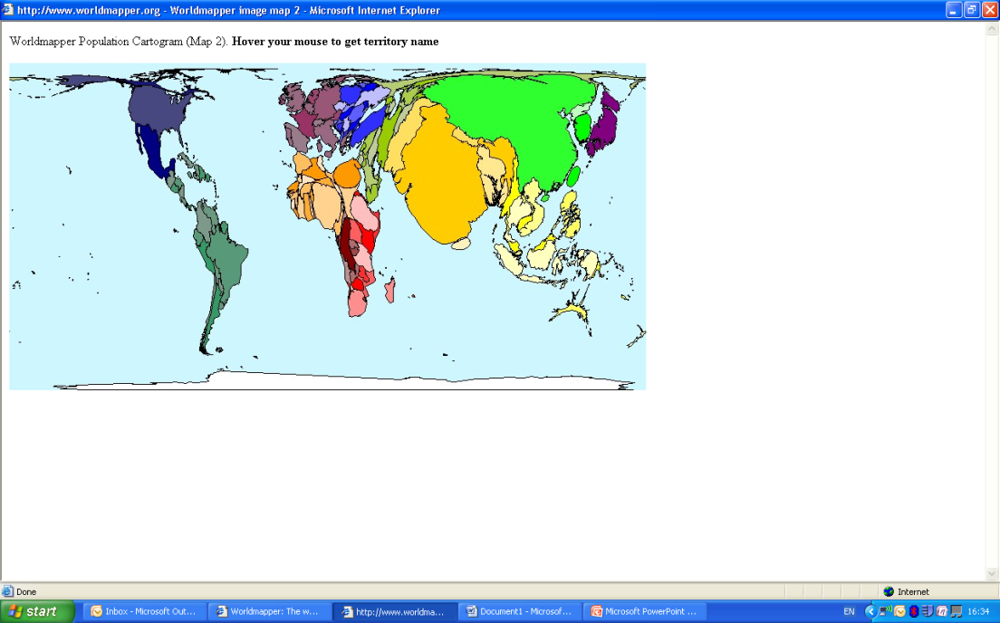 http://www.worldmapper.org - Worldmapper image map 2 - Microsoft Internet Explorer
Worldmapper Population Cartogram (Map 2). Hover your mouse to get territory name
Done
Internet
start
Inbox - Microsoft Out...
Worldmapper: The w...
http://www.worldma...
Document1 - Microsof...
Microsoft PowerPoint ...
EN
16:34